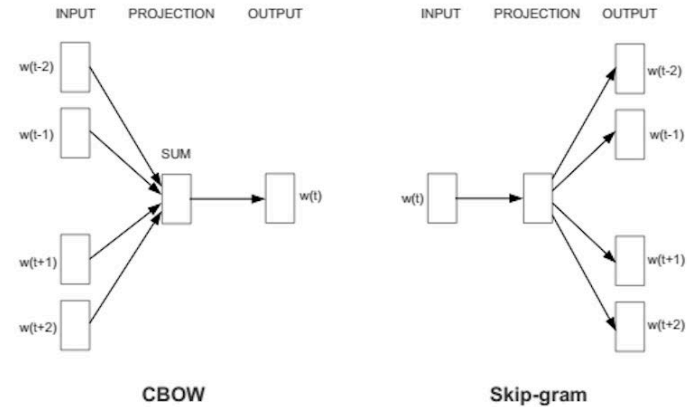 INPUT PROJECTION OUTPUT
w(t-2)
w(t-1)
SUM
w(t)
w(t+1)
w(t+2)
CBOW
INPUT PROJECTION OUTPUT
w(t-2)
w(t-1)
w(t)
w(t+1)
w(t+2)
Skip-gram